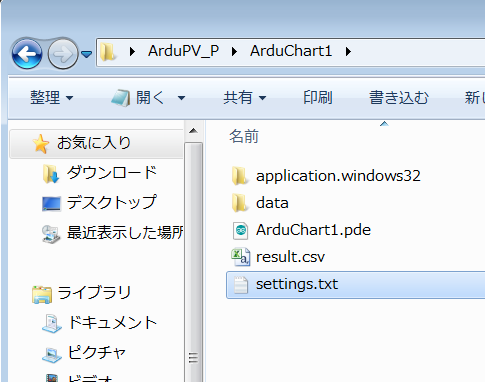 ArduPV_P ArduChart1
整理 開く 共有 印刷 書き込む 新し
お気に入り
ダウンロード
デスクトップ
最近表示した場所
ライブラリ
ドキュメント
ピクチャ
ビデオ
名前
application.windows32
data
ArduChart1.pde
result.csv
settings.txt